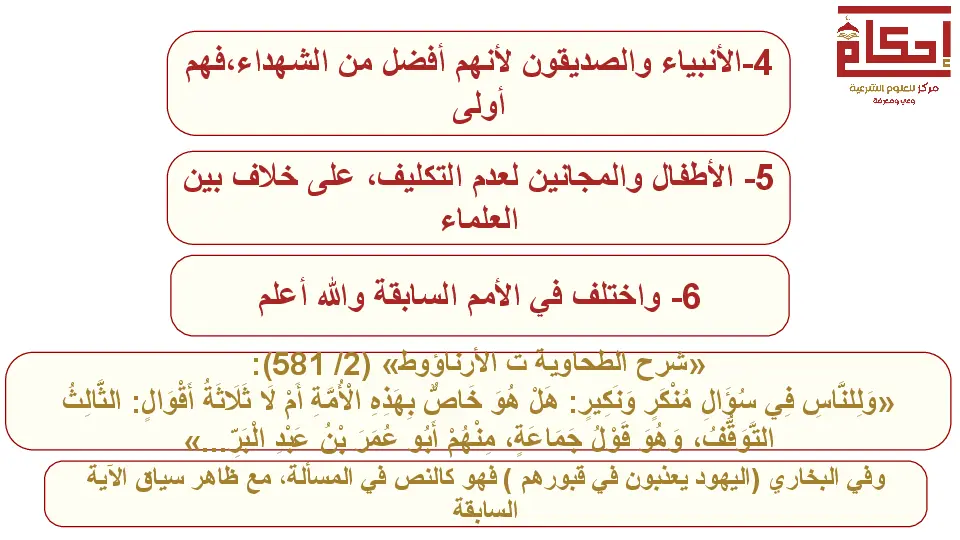 إحكام
مركز للعلوم الشرعية
وعي ومعرفة
4-الأنبياء والصديقون لأنهم أفضل من الشهداء،فهم
أولى
5- الأطفال والمجانين لعدم التكليف، على خلاف بين
العلماء
6- واختلف في الأمم السابقة والله أعلم
«شرح الطحاوية ت الأرناؤوط» (2/ 581):
«وَلِلنَّاسِ فِي سُؤَالِ مُنْكَرٍ وَنَكِيرٍ: هَلْ هُوَ خَاصٌّ بِهَذِهِ الْأُمَّةِ أَمْ لَا ثَلَاثَةُ أَقْوَالٍ: الثَّالِثُ
التَّوَقُّفُ، وَهُوَ قَوْلُ جَمَاعَةٍ، مِنْهُمْ أَبُو عُمَرَ بْنُ عَبْدِ الْبَرِّ...»
وفي البخاري (اليهود يعذبون في قبورهم ) فهو كالنص في المسألة، مع ظاهر سياق الآية
السابقة